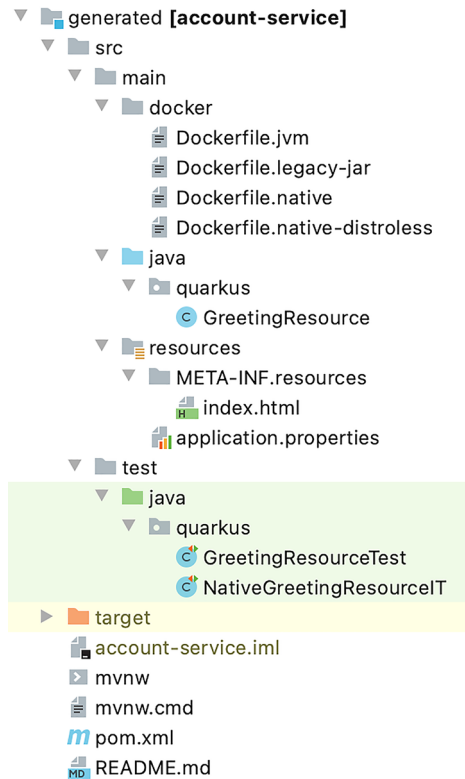 generated [account-service]
src
main
docker
Dockerfile.jvm
Dockerfile.legacy-jar
Dockerfile.native
Dockerfile.native-distroless
java
quarkus
C GreetingResource
resources
META-INF.resources
H index.html
application.properties
test
java
quarkus
C GreetingResourceTest
C NativeGreetingResourceIT
target
account-service.iml
mvnw
mvnw.cmd
m pom.xml
MD README.md